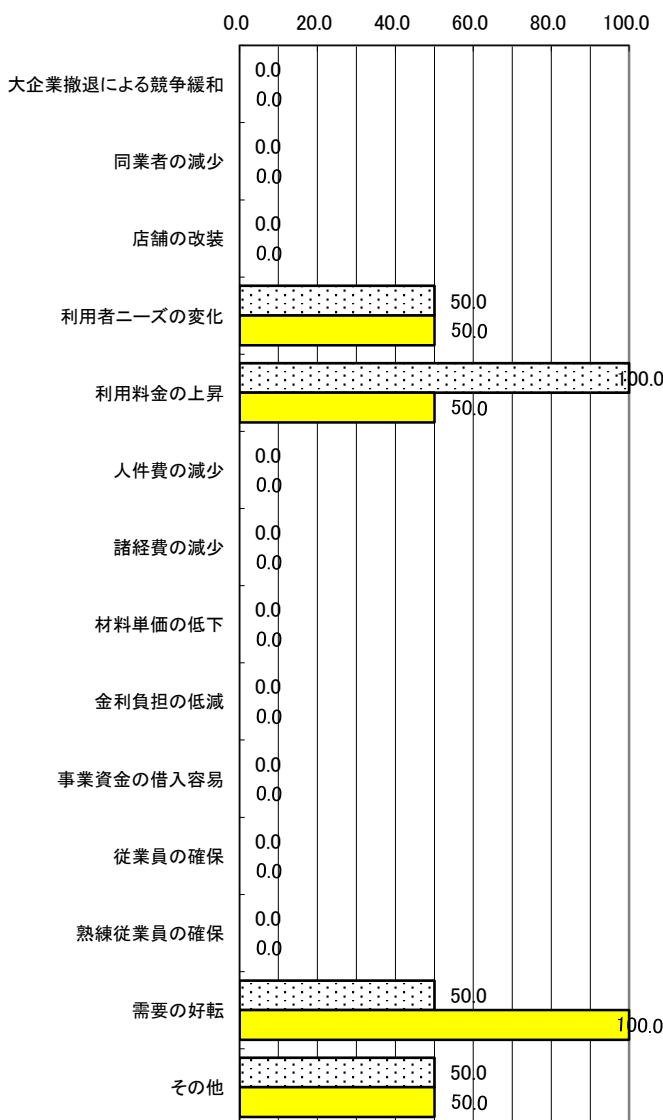 0.0 20.0 40.0 60.0 80.0 100.0
大企業撤退による競争緩和
0.0
0.0
同業者の減少
0.0
0.0
店舗の改装
0.0
0.0
利用者ニーズの変化
50.0
50.0
利用料金の上昇
100.0
50.0
人件費の減少
0.0
0.0
諸経費の減少
0.0
0.0
材料単価の低下
0.0
0.0
金利負担の低減
0.0
0.0
事業資金の借入容易
0.0
0.0
従業員の確保
0.0
0.0
熟練従業員の確保
0.0
0.0
需要の好転
50.0
100.0
その他
50.0
50.0